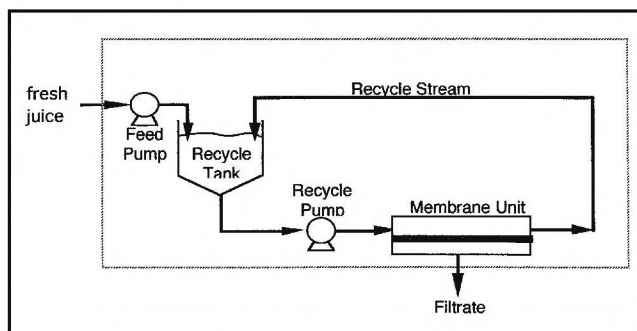 fresh
juice
Feed
Pump
Recycle
Tank
Recycle Stream
Recycle
Pump
Membrane Unit
Filtrate